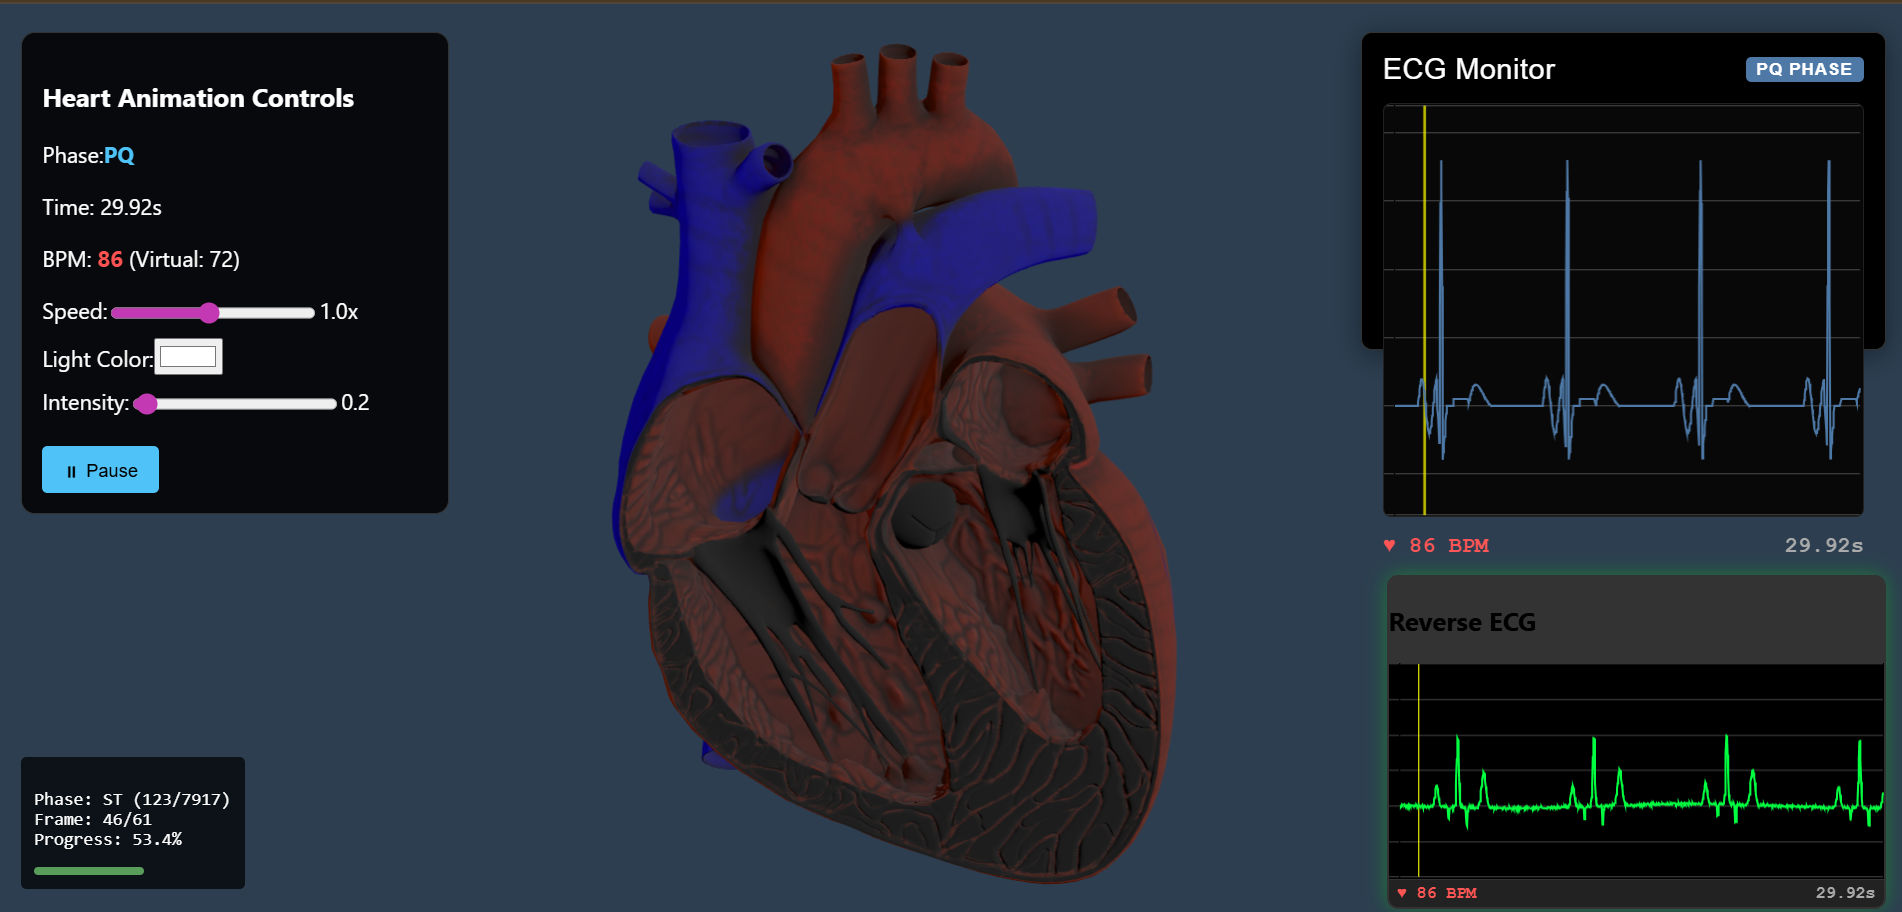 Heart Animation Controls
Phase:PQ
Time: 29.92s
BPM: 86 (Virtual: 72)
Speed: 1.0x
Light Color:
Intensity: 0.2
⏸ Pause
Phase: ST (123/7917)
Frame: 46/61
Progress: 53.4%
ECG Monitor
PQ PHASE
♥ 86 BPM
29.92s
Reverse ECG
♥ 86 BPM
29.92s